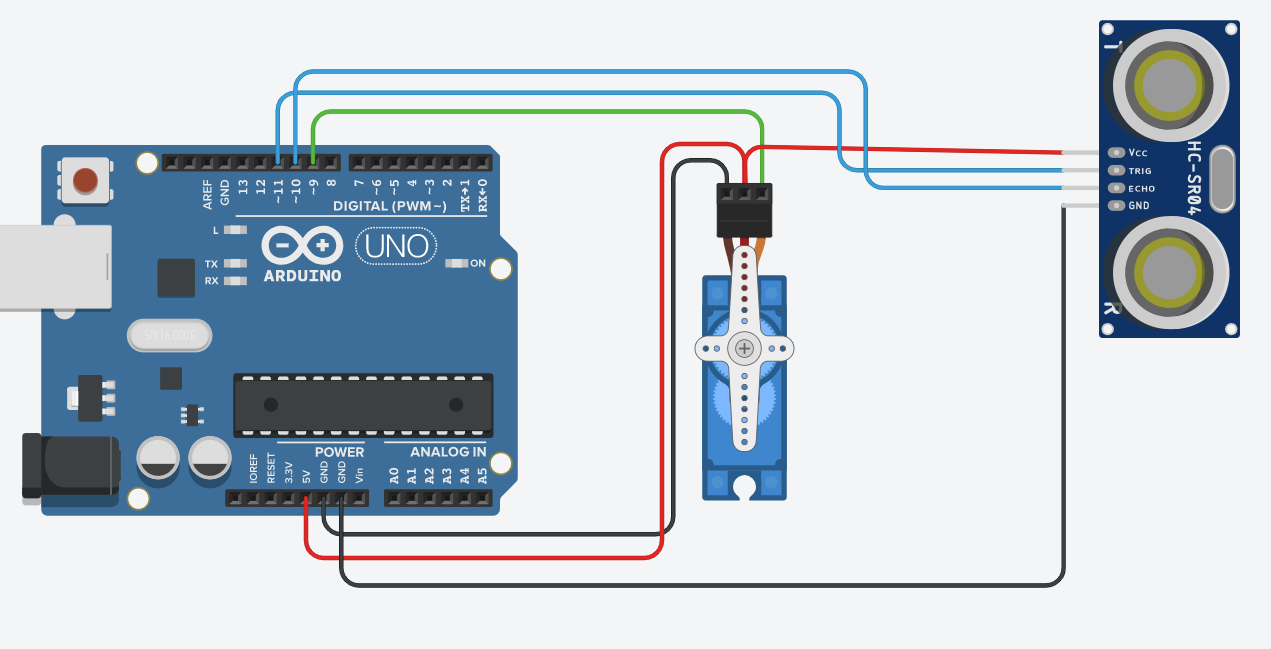 T
VCC
TRIG
ECHO
GND
HC-SR04
R
AREF
GND
13
12
~11
~10
~9
8
7
~6
~5
4
~3
2
TX→1
RX←0
DIGITAL (PWM~)
L
TX
RX
ARDUINO
UNO
ON
SPK16.000G
POWER
ANALOG IN
IOREF
RESET
3.3V
5V
GND
GND
Vin
A0
A1
A2
A3
A4
A5